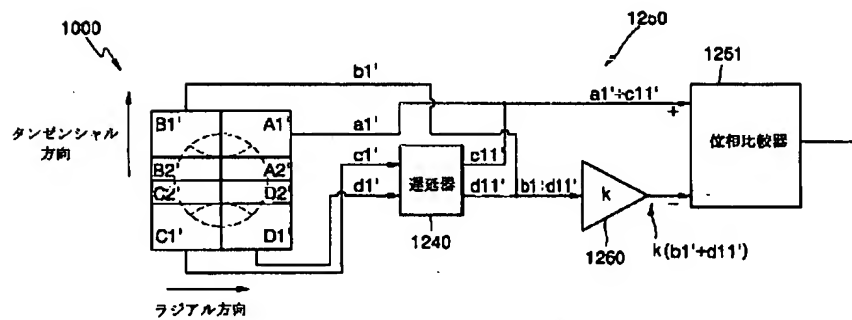 1000
1250
1251
b1'
B1'
A1'
a1'
a1'+c11'
+
タンゼンシャル
方向
B2'
A2'
c1'
c11'
位相比較器
C2'
D2'
d1'
遅延器
d11'
b1+d11'
k
-
C1'
D1'
1240
1260
k(b1'+d11')
ラジアル方向